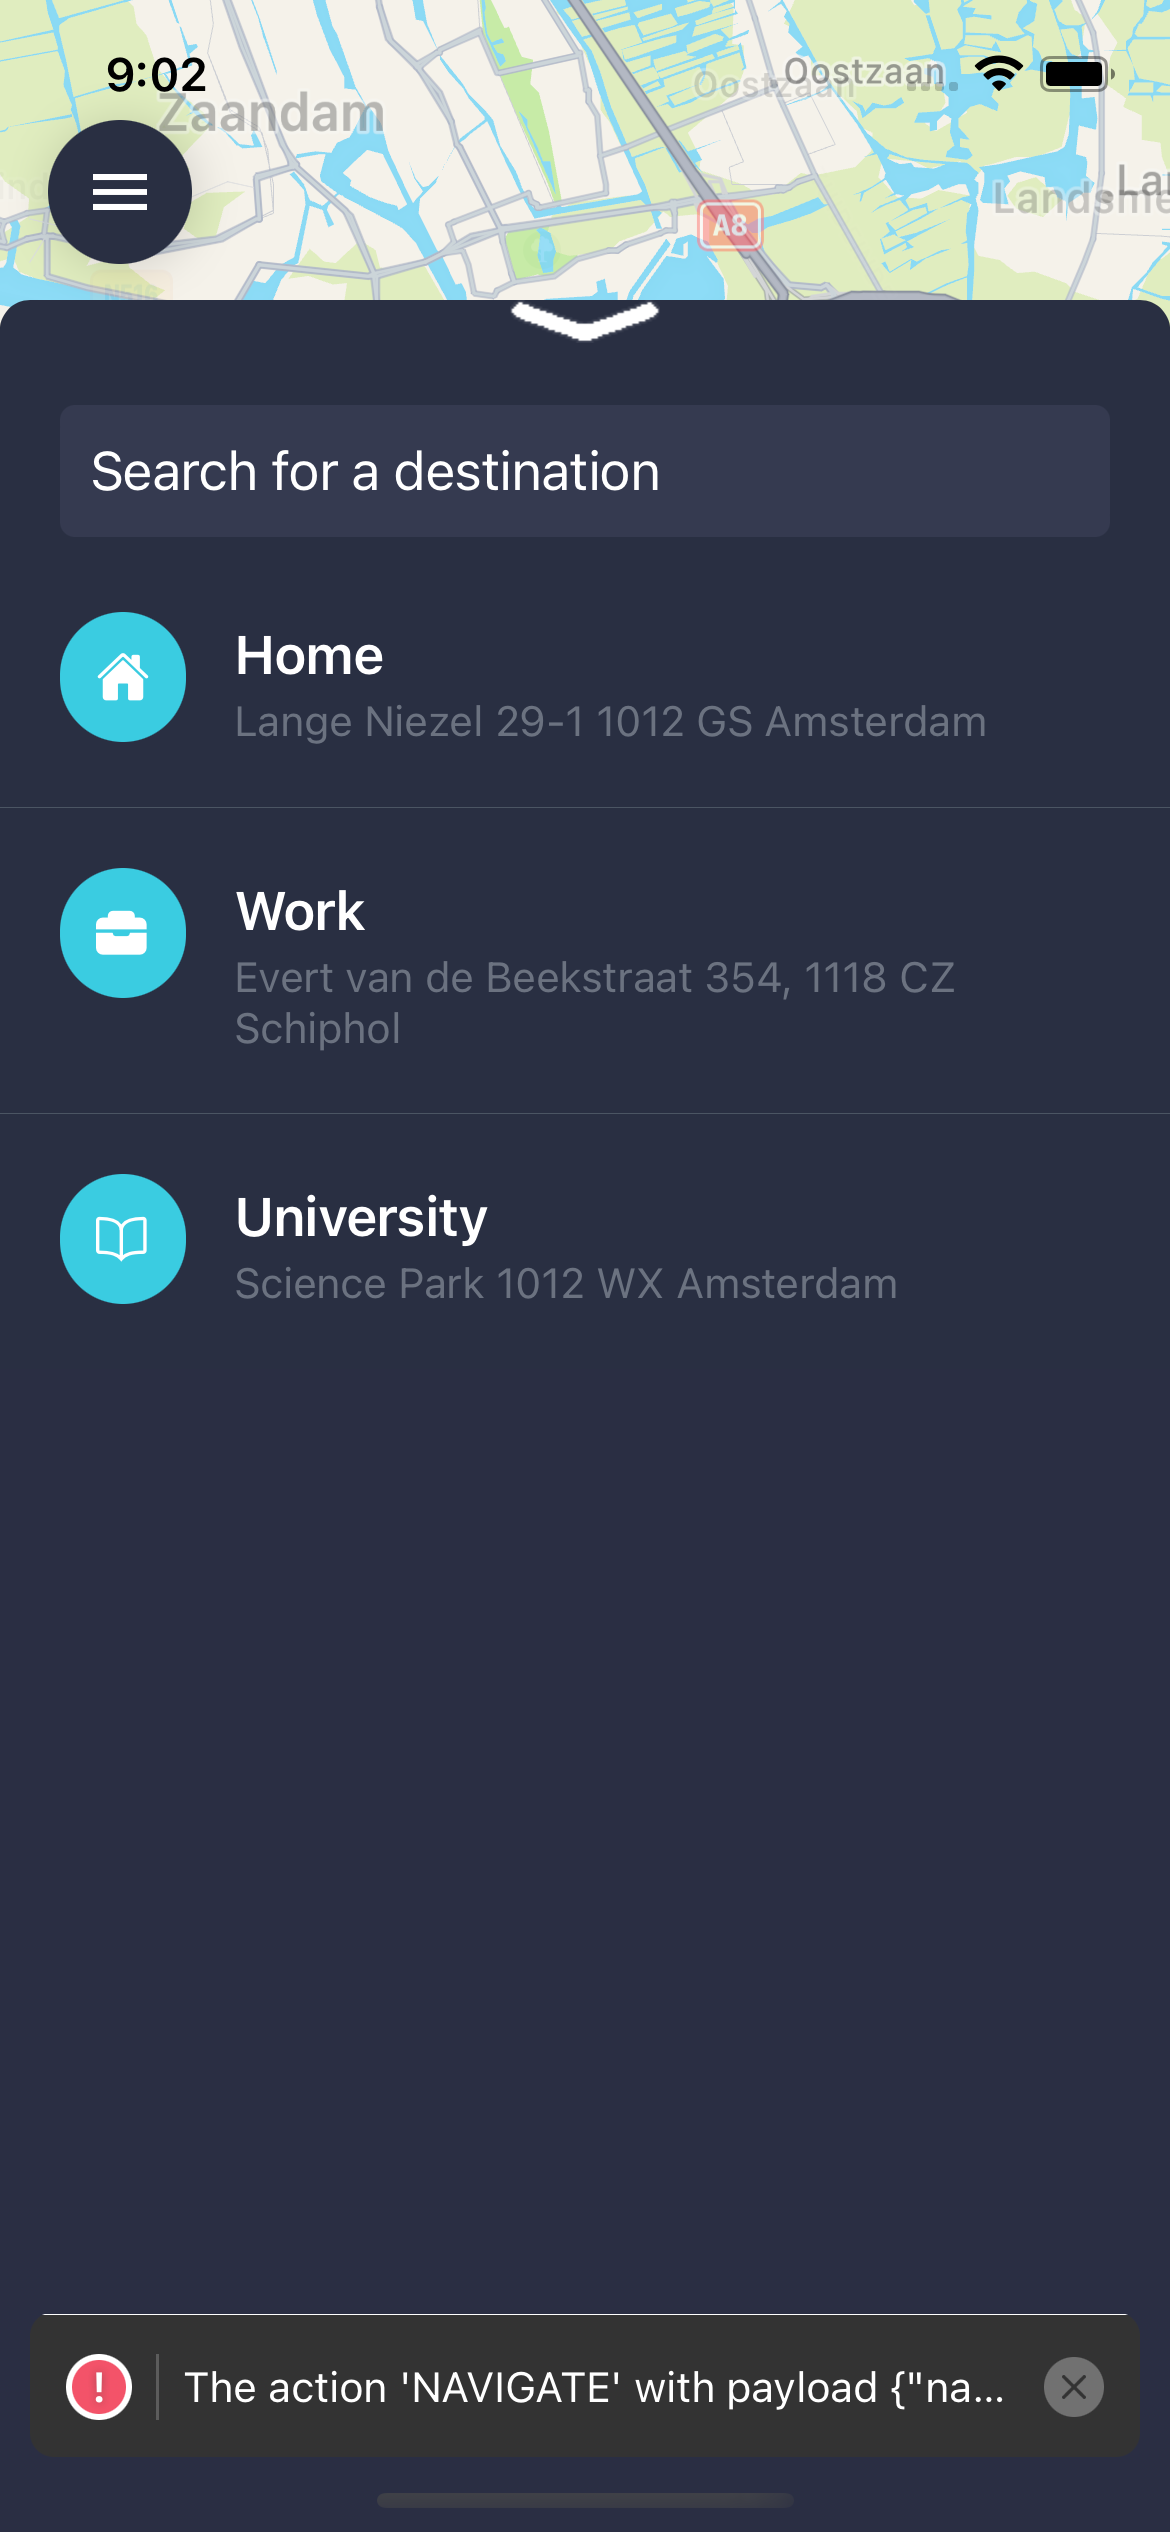 9:02
Oostzaan
Oostzaan
Zaandam
A8
Search for a destination
Home
Lange Niezel 29-1 1012 GS Amsterdam
Work
Evert van de Beekstraat 354, 1118 CZ
Schiphol
University
Science Park 1012 WX Amsterdam
! The action 'NAVIGATE' with payload {"na...